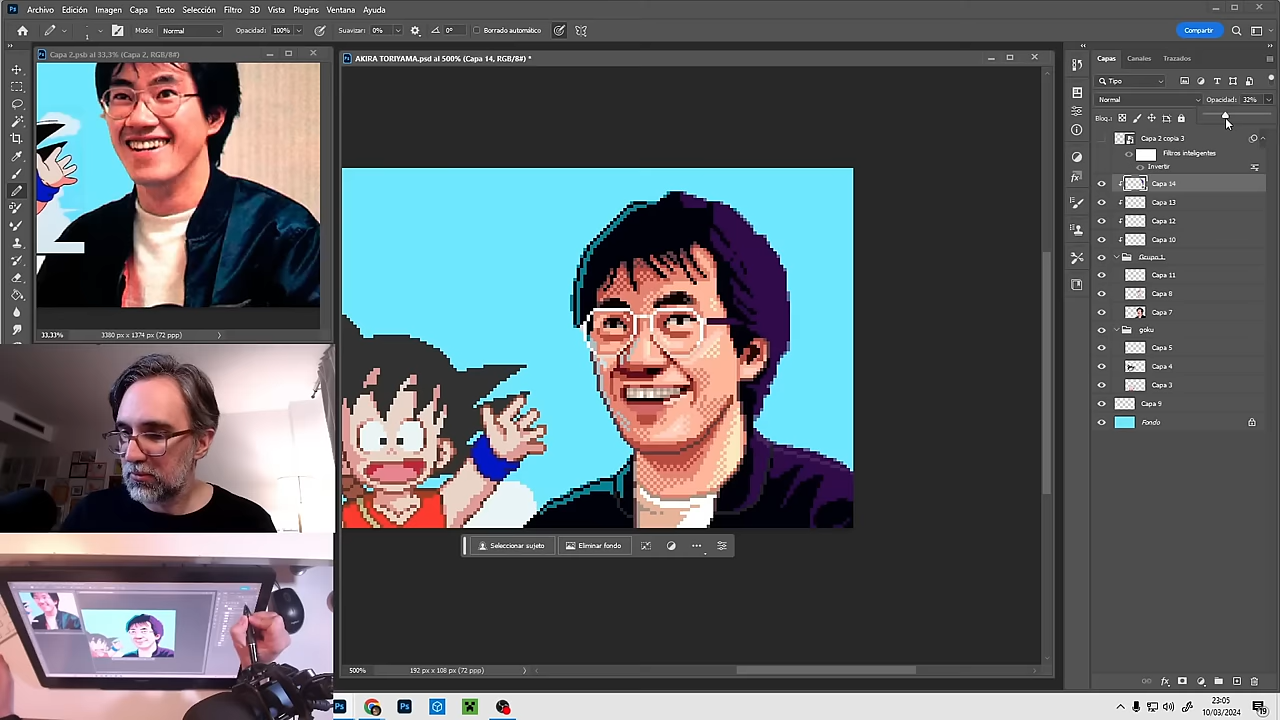 Archivo Edición Imagen Capa Texto Selección Filtro 3D Vista Plugins Ventana Ayuda
1 Modo: Normal Opacidad: 100% Suavizar: 0% 0° Borrado automático Compartir
Capa 2.psb al 33,3% (Capa 2, RGB/8#)
AKIRA TORIYAMA.psd al 500% (Capa 14, RGB/8#) *
Capas Canales Trazados
Tipo
Normal Opacidad: 32%
Bloq.:
Capa 2 copia 3
Filtros inteligentes
Invertir
Capa 14
Capa 13
Capa 12
Capa 10
Grupo 1
Capa 11
Capa 8
Capa 7
goku
Capa 5
Capa 4
Capa 3
Capa 9
Fondo
33,33% 3380 px x 1374 px (72 ppp)
Seleccionar sujeto Eliminar fondo
500% 192 px x 108 px (72 ppp)
23:05
10/03/2024